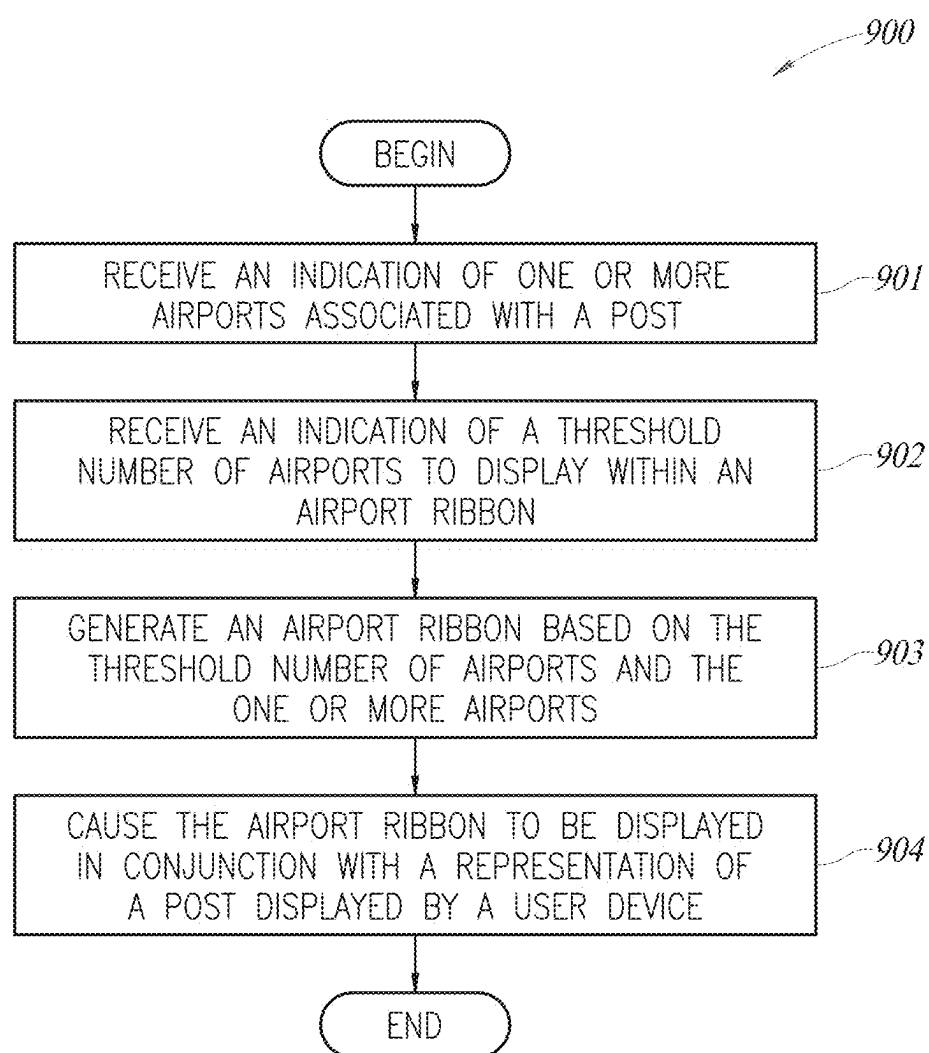 900
BEGIN
RECEIVE AN INDICATION OF ONE OR MORE
AIRPORTS ASSOCIATED WITH A POST
901
RECEIVE AN INDICATION OF A THRESHOLD
NUMBER OF AIRPORTS TO DISPLAY WITHIN AN
AIRPORT RIBBON
902
GENERATE AN AIRPORT RIBBON BASED ON THE
THRESHOLD NUMBER OF AIRPORTS AND THE
ONE OR MORE AIRPORTS
903
CAUSE THE AIRPORT RIBBON TO BE DISPLAYED
IN CONJUNCTION WITH A REPRESENTATION OF
A POST DISPLAYED BY A USER DEVICE
904
END